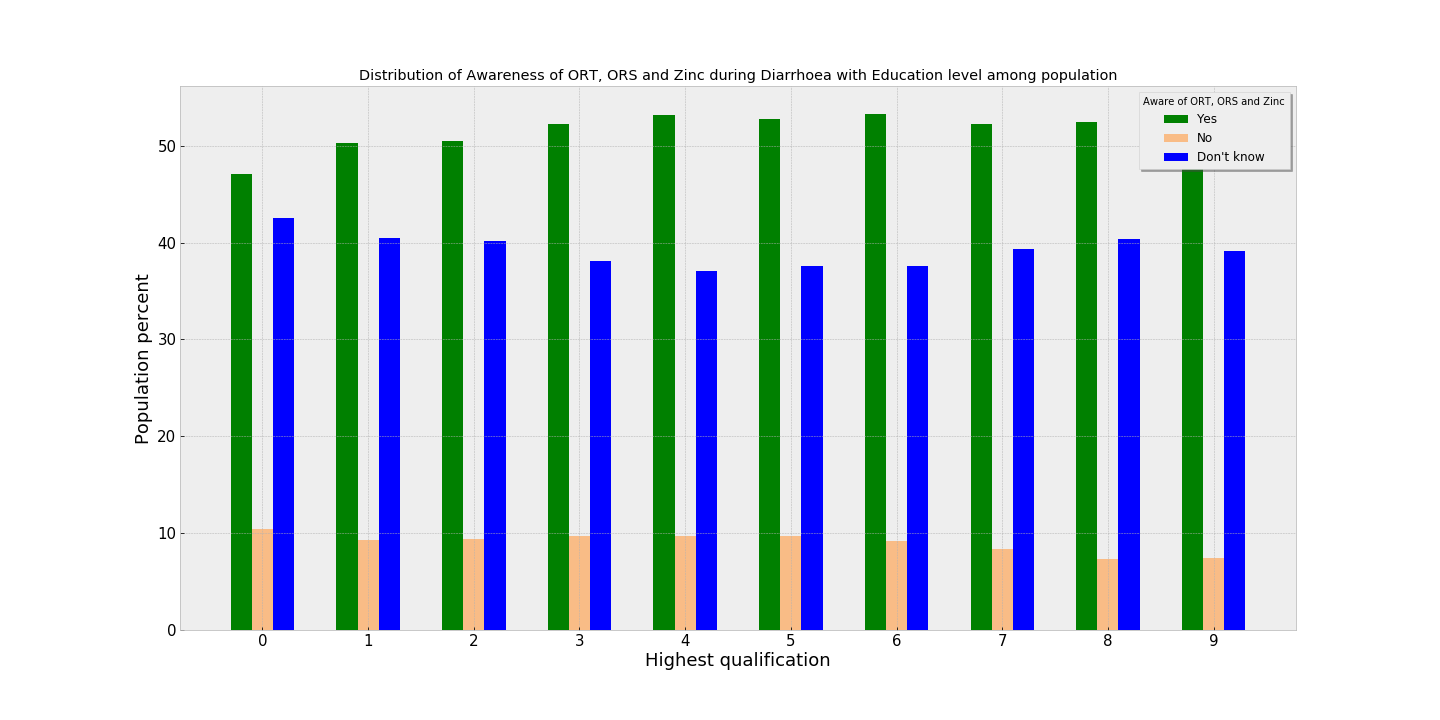 Distribution of Awareness of ORT, ORS and Zinc during Diarrhoea with Education level among population
Aware of ORT, ORS and Zinc
Yes
No
Don't know
Population percent
50
40
30
20
10
0
0 1 2 3 4 5 6 7 8 9
Highest qualification